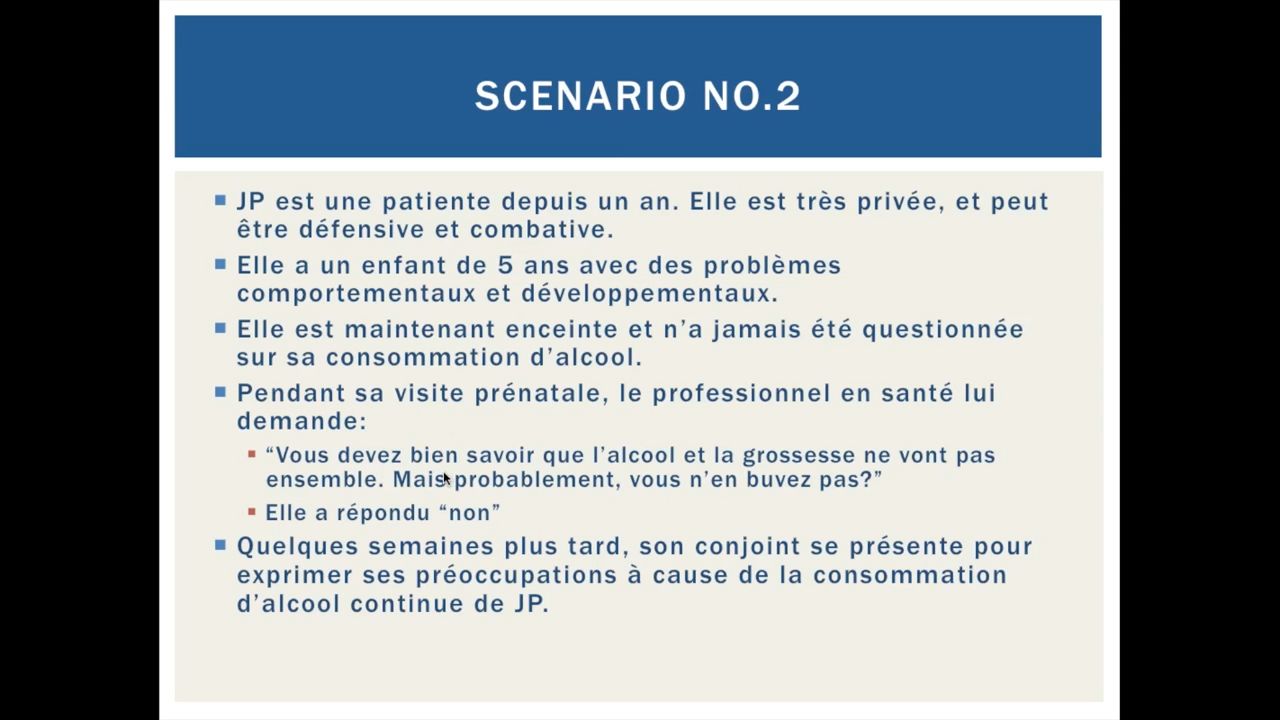 SCENARIO NO.2
JP est une patiente depuis un an. Elle est très privée, et peut
être défensive et combative.
Elle a un enfant de 5 ans avec des problèmes
comportementaux et développementaux.
Elle est maintenant enceinte et n’a jamais été questionnée
sur sa consommation d’alcool.
Pendant sa visite prénatale, le professionnel en santé lui
demande:
“Vous devez bien savoir que l’alcool et la grossesse ne vont pas
ensemble. Mais probablement, vous n’en buvez pas?”
Elle a répondu “non”
Quelques semaines plus tard, son conjoint se présente pour
exprimer ses préoccupations à cause de la consommation
d’alcool continue de JP.